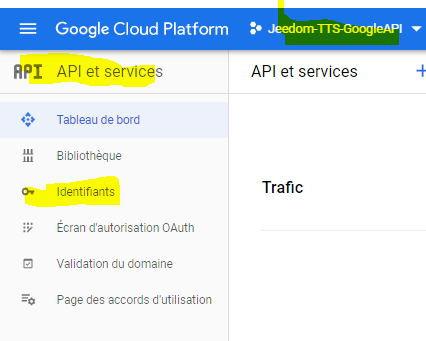 Google Cloud Platform Jeedom-TTS-GoogleAPI
API API et services API et services
Tableau de bord
Bibliothèque
Identifiants
Trafic
Écran d'autorisation OAuth
Validation du domaine
Page des accords d'utilisation